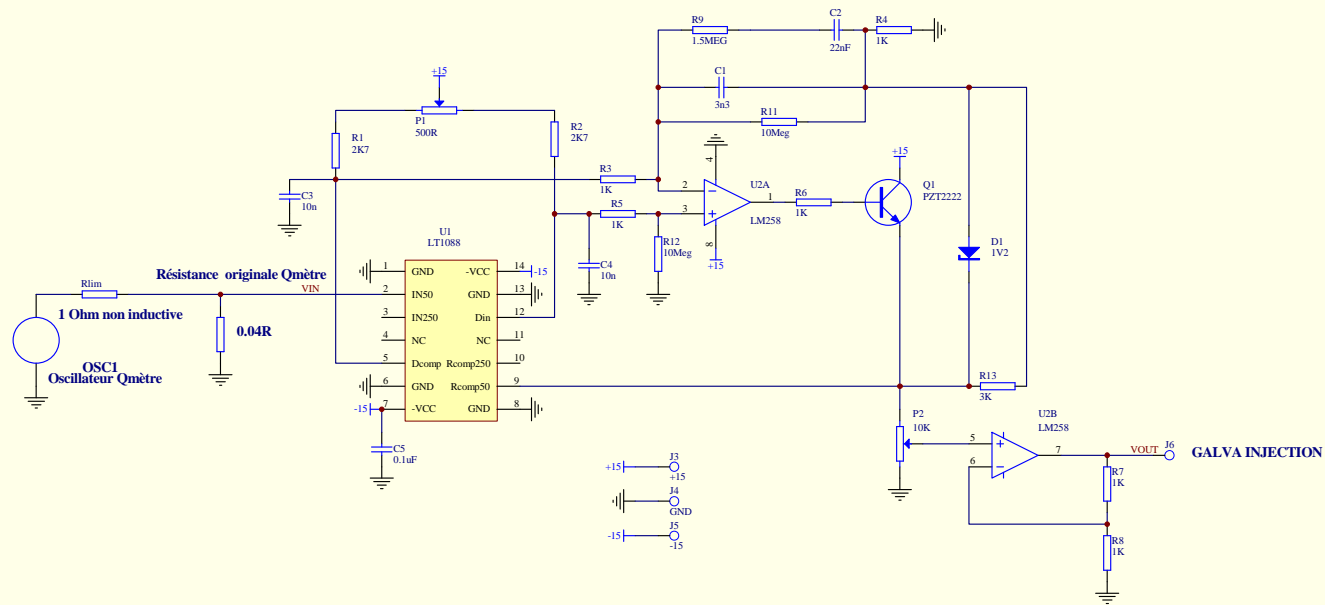 R9
1.5MEG
C2
22nF
R4
1K
+15
C1
3n3
P1
500R
R1
2K7
R2
2K7
R11
10Meg
+15
C3
10n
R3
1K
4
2
3
8
1
U2A
LM258
R6
1K
Q1
PZT2222
R5
1K
R12
10Meg
+15
C4
10n
D1
1V2
U1
LT1088
1 GND -VCC 14 -15
2 IN50 GND 13
3 IN250 Din 12
4 NC NC 11
5 Dcomp Rcomp250 10
6 GND Rcomp50 9
-15 7 -VCC GND 8
Résistance originale Qmètre
Rlim
VIN
1 Ohm non inductive
0.04R
OSC1
Oscillateur Qmètre
C5
0.1uF
R13
3K
P2
10K
U2B
LM258
5
6
7
VOUT
J6
GALVA INJECTION
R7
1K
R8
1K
+15
J3
+15
J4
GND
-15
J5
-15